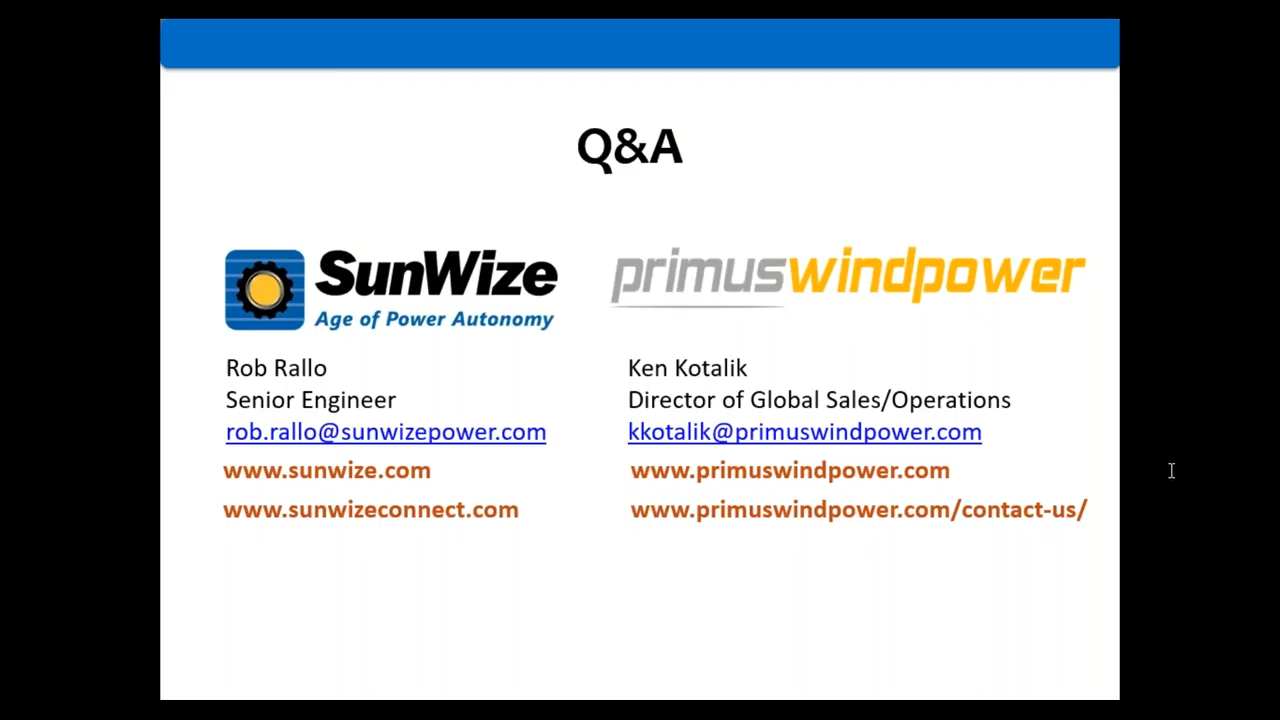 Q&A
SunWize
Age of Power Autonomy
Rob Rallo
Senior Engineer
rob.rallo@sunwizepower.com
www.sunwize.com
www.sunwizeconnect.com
primuswindpower
Ken Kotalik
Director of Global Sales/Operations
kkotalik@primuswindpower.com
www.primuswindpower.com
www.primuswindpower.com/contact-us/